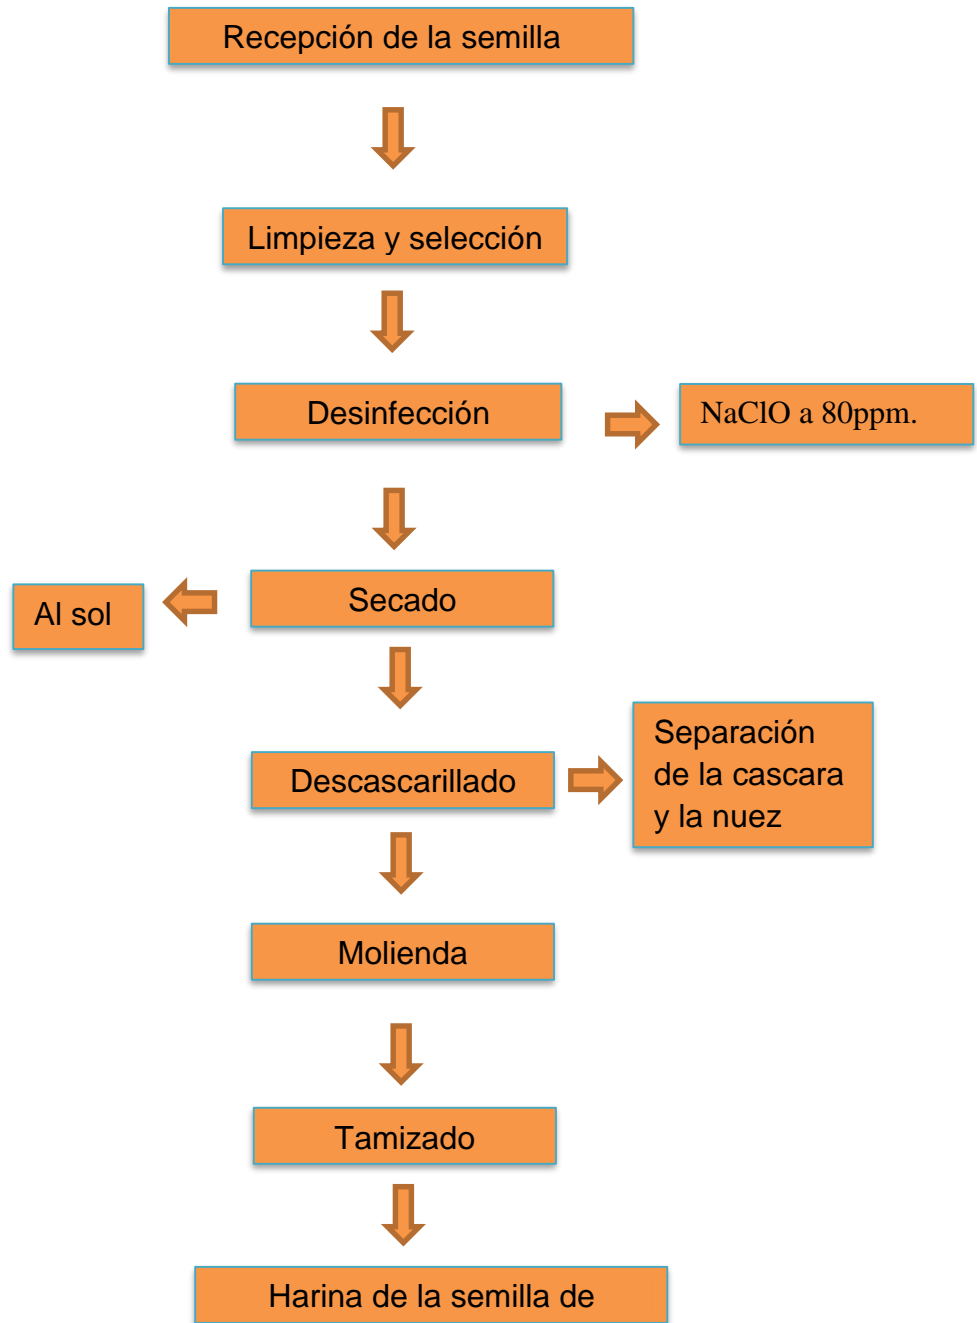 Recepción de la semilla
Limpieza y selección
Desinfección
NaClO a 80ppm.
Al sol
Secado
Descascarillado
Separación
de la cascara
y la nuez
Molienda
Tamizado
Harina de la semilla de